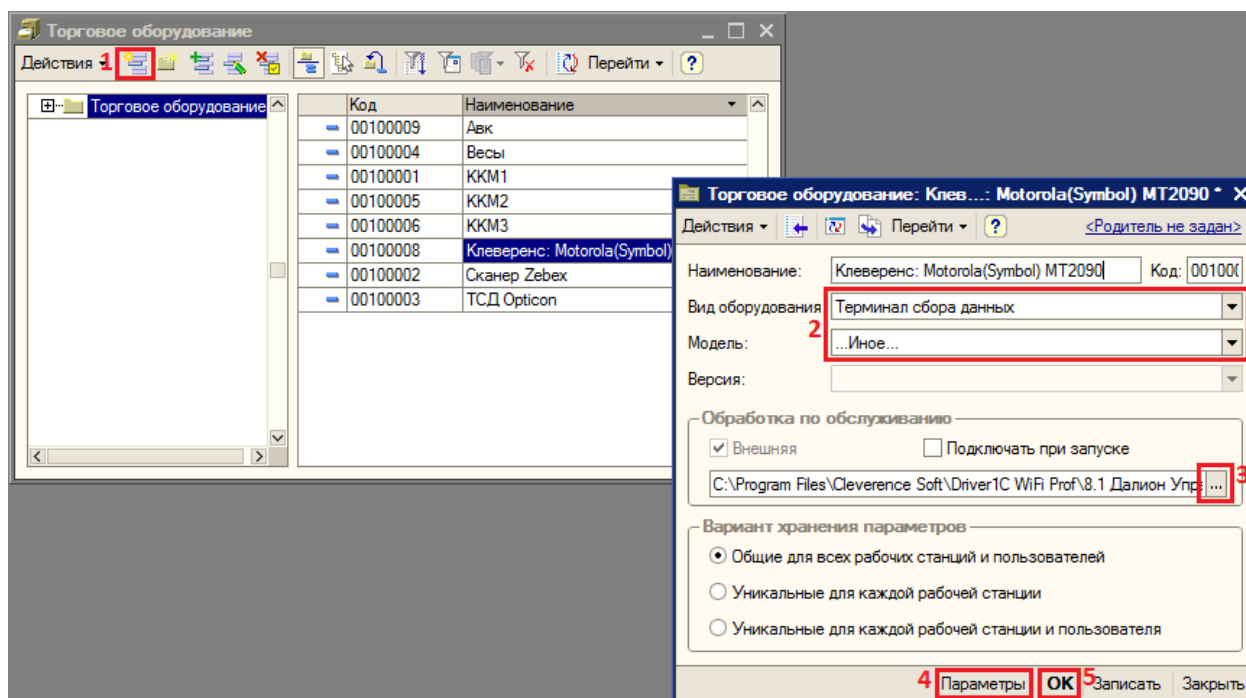 Торговое оборудование
Действия 1 Перейти ?
Торговое оборудование
Код Наименование
00100009 Авк
00100004 Весы
00100001 ККМ1
00100005 ККМ2
00100006 ККМ3
00100008 Клеверенс: Motorola(Symbol)
00100002 Сканер Zebex
00100003 ТСД Opticon
Торговое оборудование: Клев...: Motorola(Symbol) MT2090 *
Действия Перейти ? <Родитель не задан>
Наименование: Клеверенс: Motorola(Symbol) MT2090 Код: 00100(
Вид оборудования Терминал сбора данных
2
Модель: ...Иное...
Версия:
Обработка по обслуживанию
Внешняя Подключать при запуске
C:\Program Files\Cleverence Soft\Driver1C WiFi Prof\8.1 Далион Упра ... 3
Вариант хранения параметров
Общие для всех рабочих станций и пользователей
Уникальные для каждой рабочей станции
Уникальные для каждой рабочей станции и пользователя
4 Параметры OK 5 Записать Закрыть